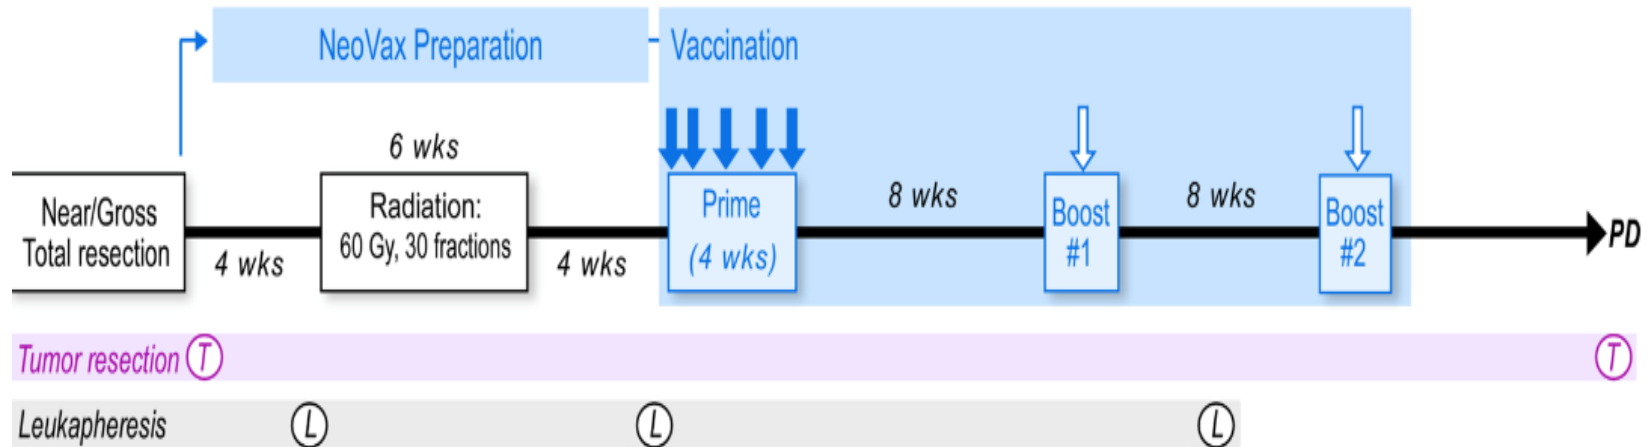 NeoVax Preparation
Vaccination
6 wks
Near/Gross
Total resection
4 wks
Radiation:
60 Gy, 30 fractions
4 wks
Prime
(4 wks)
8 wks
Boost
#1
8 wks
Boost
#2
PD
Tumor resection T
T
Leukapheresis
L
L
L